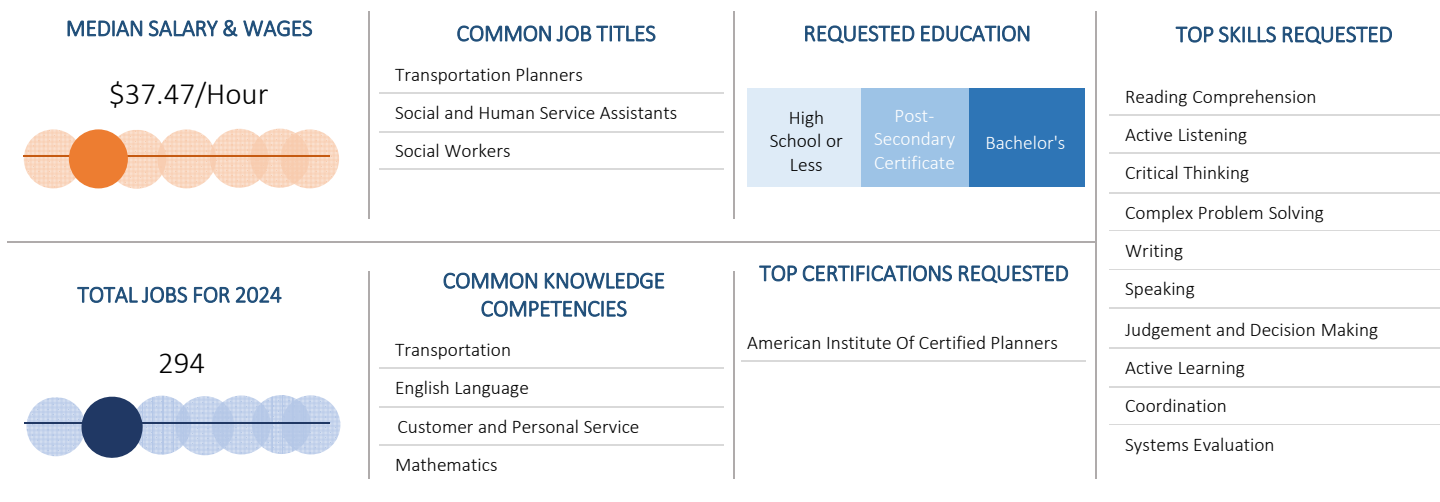 MEDIAN SALARY & WAGES
$37.47/Hour
COMMON JOB TITLES
Transportation Planners
Social and Human Service Assistants
Social Workers
REQUESTED EDUCATION
High
School or
Less
Post-
Secondary
Certificate
Bachelor's
TOTAL JOBS FOR 2024
294
COMMON KNOWLEDGE
COMPETENCIES
Transportation
English Language
Customer and Personal Service
Mathematics
TOP CERTIFICATIONS REQUESTED
American Institute Of Certified Planners
TOP SKILLS REQUESTED
Reading Comprehension
Active Listening
Critical Thinking
Complex Problem Solving
Writing
Speaking
Judgement and Decision Making
Active Learning
Coordination
Systems Evaluation